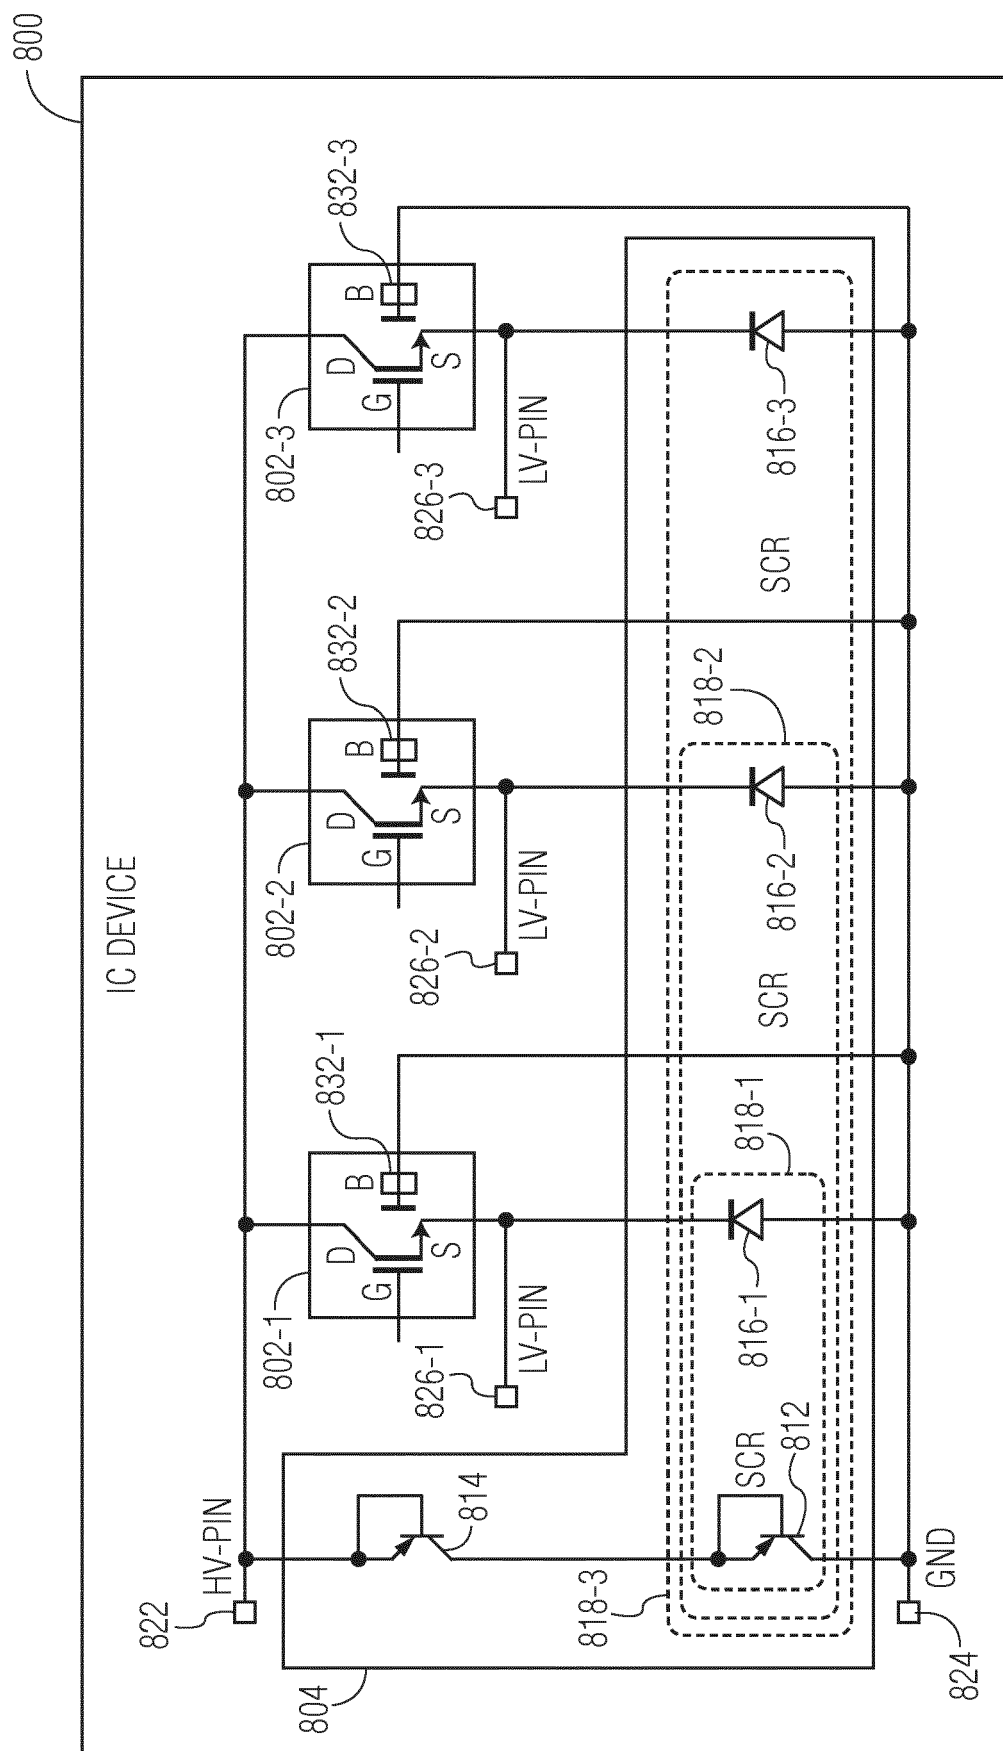 800
IC DEVICE
HV-PIN
822
804
814
802-1
G
D
S
B
832-1
826-1
LV-PIN
802-2
G
D
S
B
832-2
826-2
LV-PIN
802-3
G
D
S
B
832-3
826-3
LV-PIN
818-3
SCR
812
816-1
818-1
SCR
816-2
818-2
SCR
816-3
GND
824